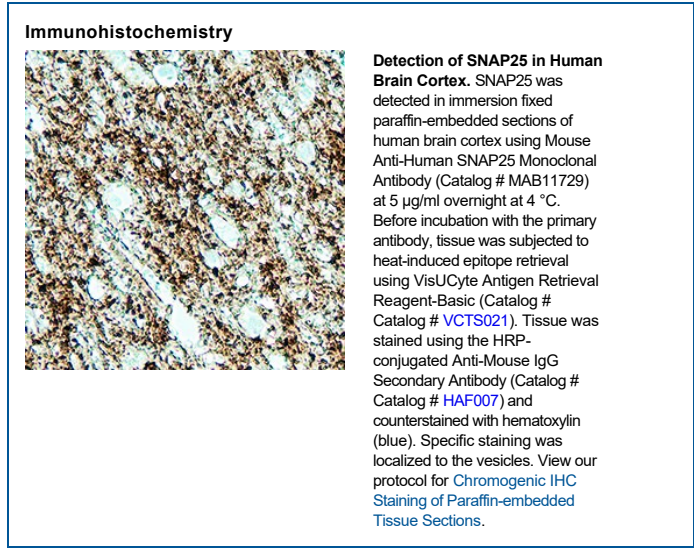 Immunohistochemistry
Detection of SNAP25 in Human
Brain Cortex. SNAP25 was
detected in immersion fixed
paraffin-embedded sections of
human brain cortex using Mouse
Anti-Human SNAP25 Monoclonal
Antibody (Catalog # MAB11729)
at 5 µg/ml overnight at 4 °C.
Before incubation with the primary
antibody, tissue was subjected to
heat-induced epitope retrieval
using VisUCyte Antigen Retrieval
Reagent-Basic (Catalog #
Catalog # VCTS021). Tissue was
stained using the HRP-
conjugated Anti-Mouse IgG
Secondary Antibody (Catalog #
Catalog # HAF007) and
counterstained with hematoxylin
(blue). Specific staining was
localized to the vesicles. View our
protocol for Chromogenic IHC
Staining of Paraffin-embedded
Tissue Sections.